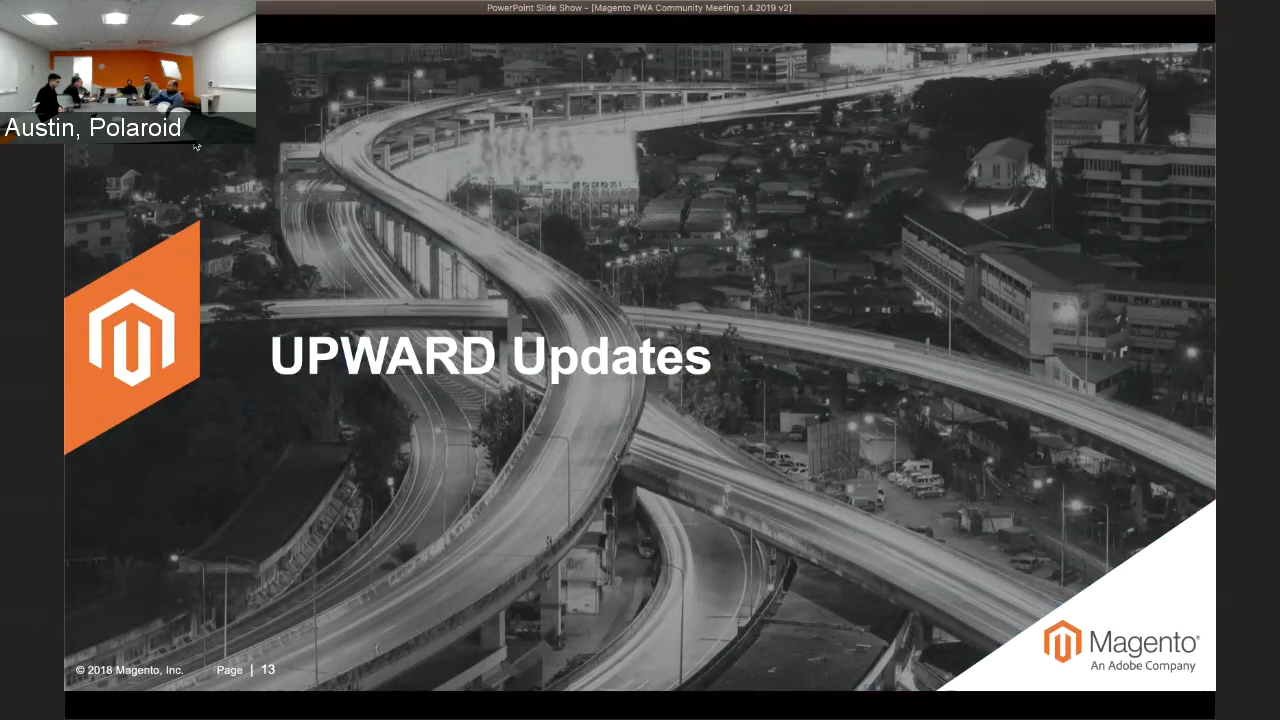 PowerPoint Slide Show - [Magento PWA Community Meeting 1.4.2019 v2]
Austin, Polaroid
UPWARD Updates
© 2018 Magento, Inc. Page | 13
Magento®
An Adobe Company